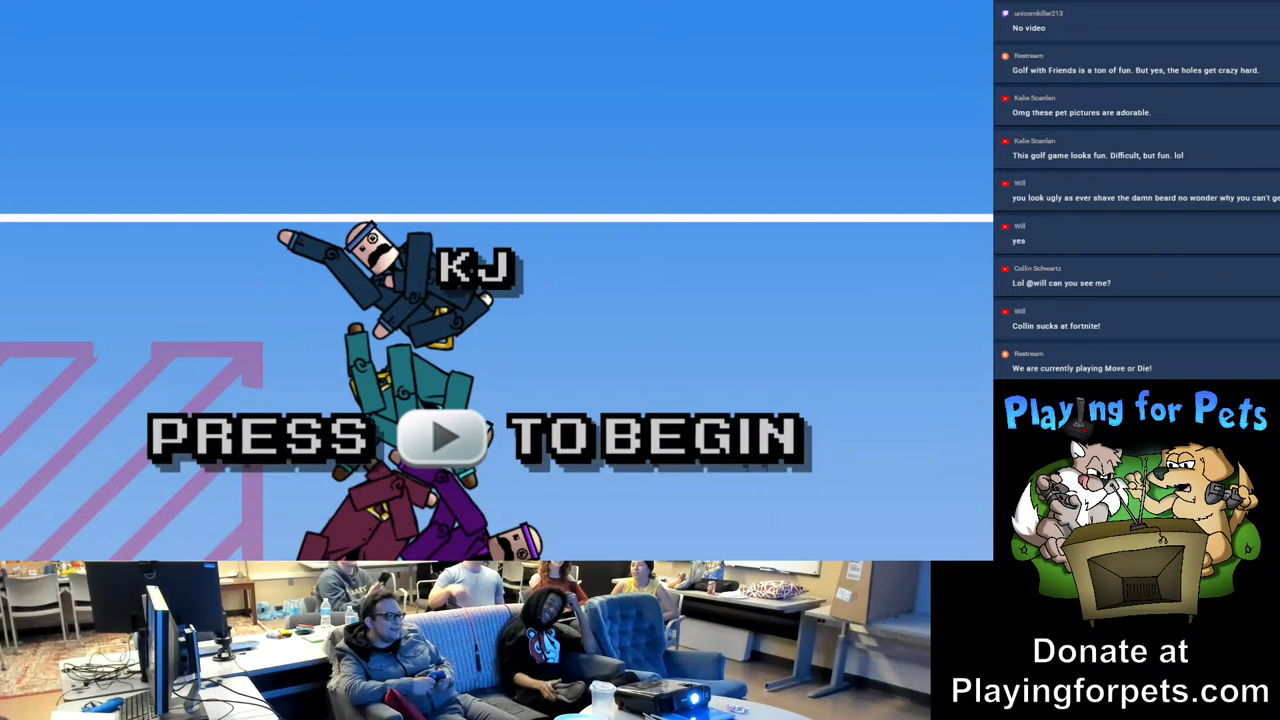 unicornkiller213
No video
Restream
Golf with Friends is a ton of fun. But yes, the holes get crazy hard.
Kalie Scanlan
Omg these pet pictures are adorable.
Kalie Scanlan
This golf game looks fun. Difficult, but fun. lol
Will
you look ugly as ever shave the damn beard no wonder why you can't ge
Will
yes
Collin Schwartz
Lol @will can you see me?
Will
Collin sucks at fortnite!
Restream
We are currently playing Move or Die!
KJ
PRESS TO BEGIN
Playing for Pets
Donate at
Playingforpets.com